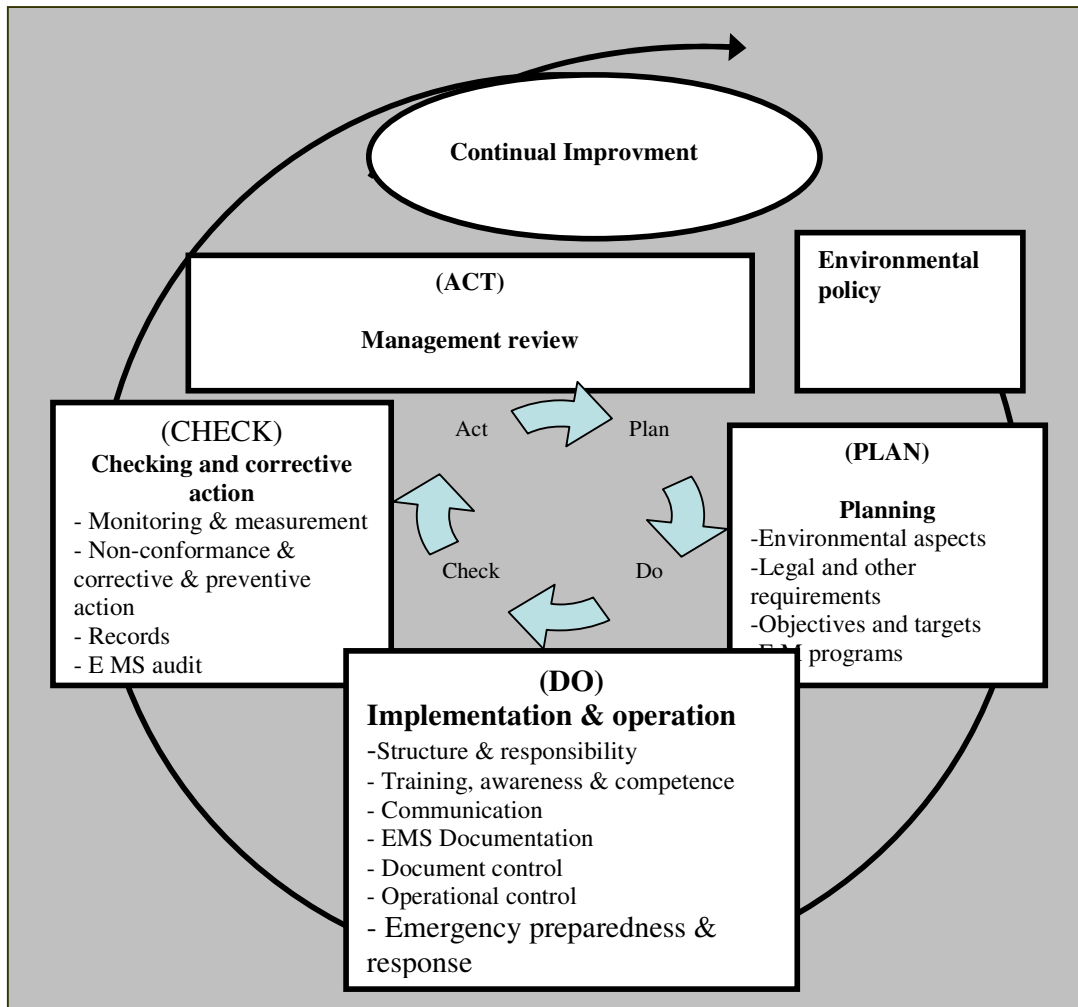 Continual Improvment
(ACT)
Management review
Environmental
policy
Act
Plan
Check
Do
(PLAN)
Planning
-Environmental aspects
-Legal and other
requirements
-Objectives and targets
programs
(DO)
Implementation & operation
-Structure & responsibility
- Training, awareness & competence
- Communication
- EMS Documentation
- Document control
- Operational control
- Emergency preparedness &
response
(CHECK)
Checking and corrective
action
- Monitoring & measurement
- Non-conformance &
corrective & preventive
action
- Records
- E MS audit